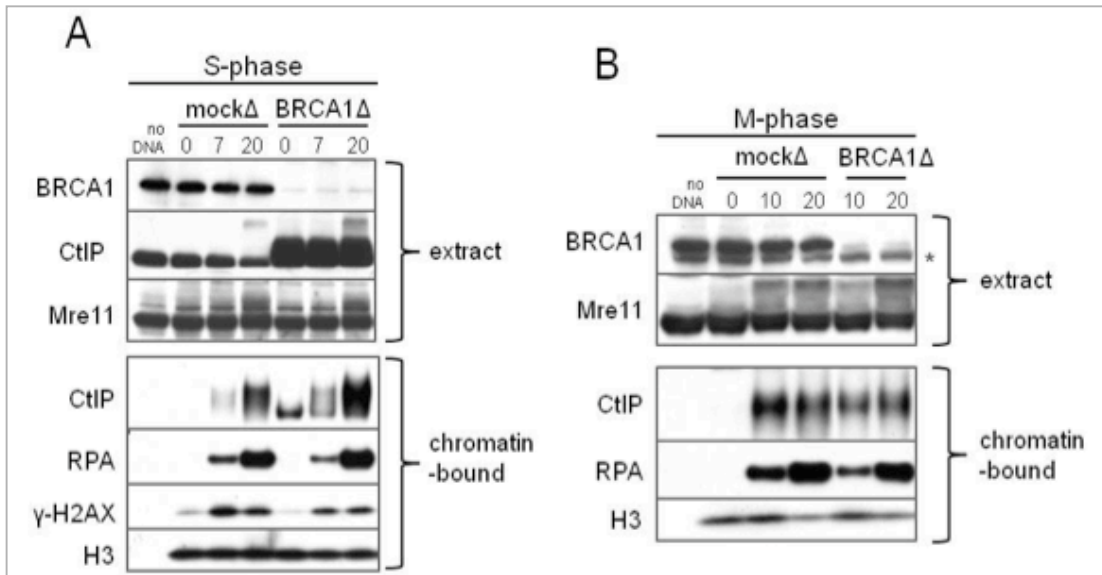 A
S-phase
mockΔ BRCA1Δ
no DNA 0 7 20 0 7 20
BRCA1
CtIP
Mre11
extract
CtIP
RPA
γ-H2AX
H3
chromatin
-bound
B
M-phase
mockΔ BRCA1Δ
no DNA 0 10 20 10 20
BRCA1
*
Mre11
extract
CtIP
RPA
H3
chromatin
-bound